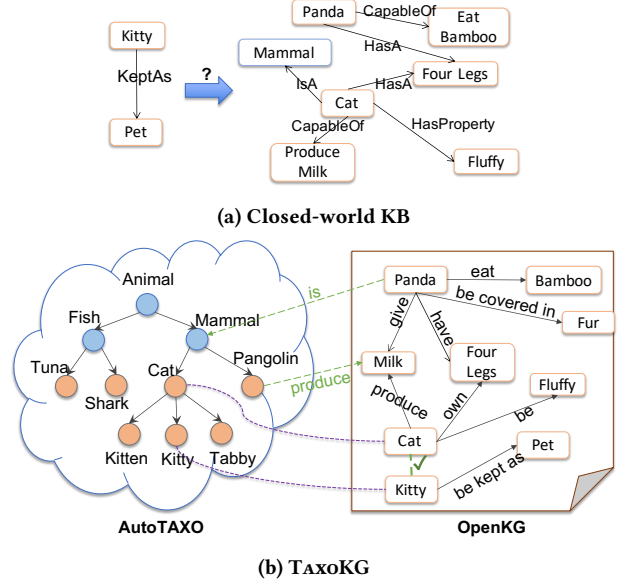 Kitty
KeptAs
Pet
?
Panda
CapableOf
Eat
Bamboo
HasA
Mammal
Four Legs
IsA
HasA
Cat
CapableOf
HasProperty
Produce
Milk
Fluffy
(a) Closed-world KB
Animal
Fish
Mammal
Tuna
Shark
Cat
Pangolin
Kitten
Kitty
Tabby
AutoTAXO
is
produce
Panda
eat
Bamboo
be covered in
Fur
give
have
Milk
Four
Legs
Fluffy
produce
own
be
Cat
Pet
Kitty
be kept as
OpenKG
(b) TaxoKG